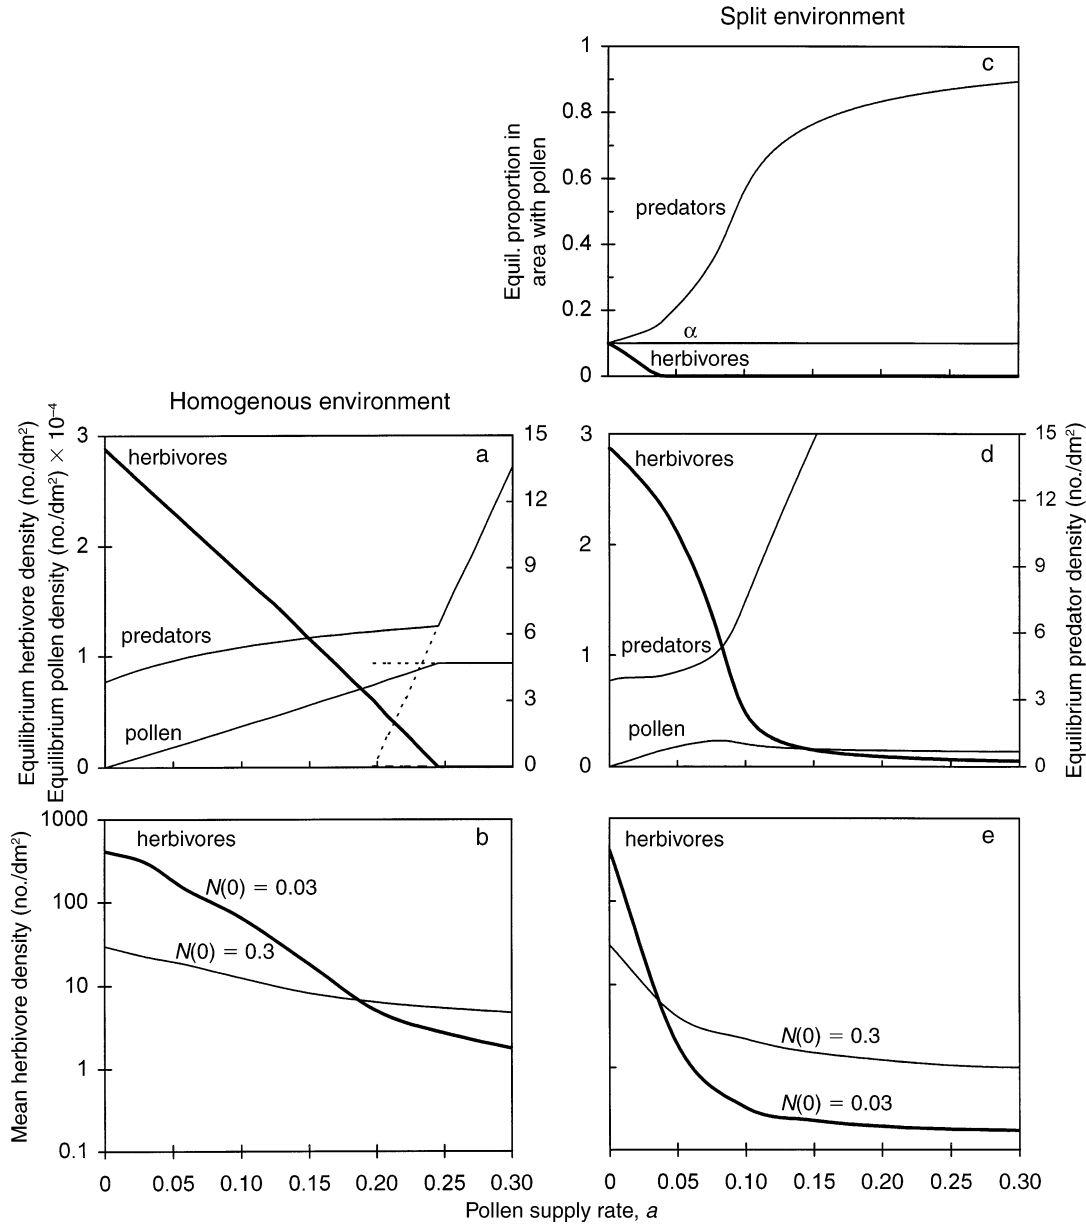 Split environment
1
0.8
0.6
0.4
0.2
0
Equil. proportion in
area with pollen
c
predators
α
herbivores
Homogenous environment
3
2
1
0
15
12
9
6
3
0
Equilibrium herbivore density (no./dm²)
Equilibrium pollen density (no./dm²) × 10⁻⁴
a
herbivores
predators
pollen
3
2
1
0
15
12
9
6
3
0
Equilibrium predator density (no./dm²)
d
herbivores
predators
pollen
1000
100
10
1
0.1
Mean herbivore density (no./dm²)
b
herbivores
N(0) = 0.03
N(0) = 0.3
0 0.05 0.10 0.15 0.20 0.25 0.30
e
herbivores
N(0) = 0.3
N(0) = 0.03
0 0.05 0.10 0.15 0.20 0.25 0.30
Pollen supply rate, a